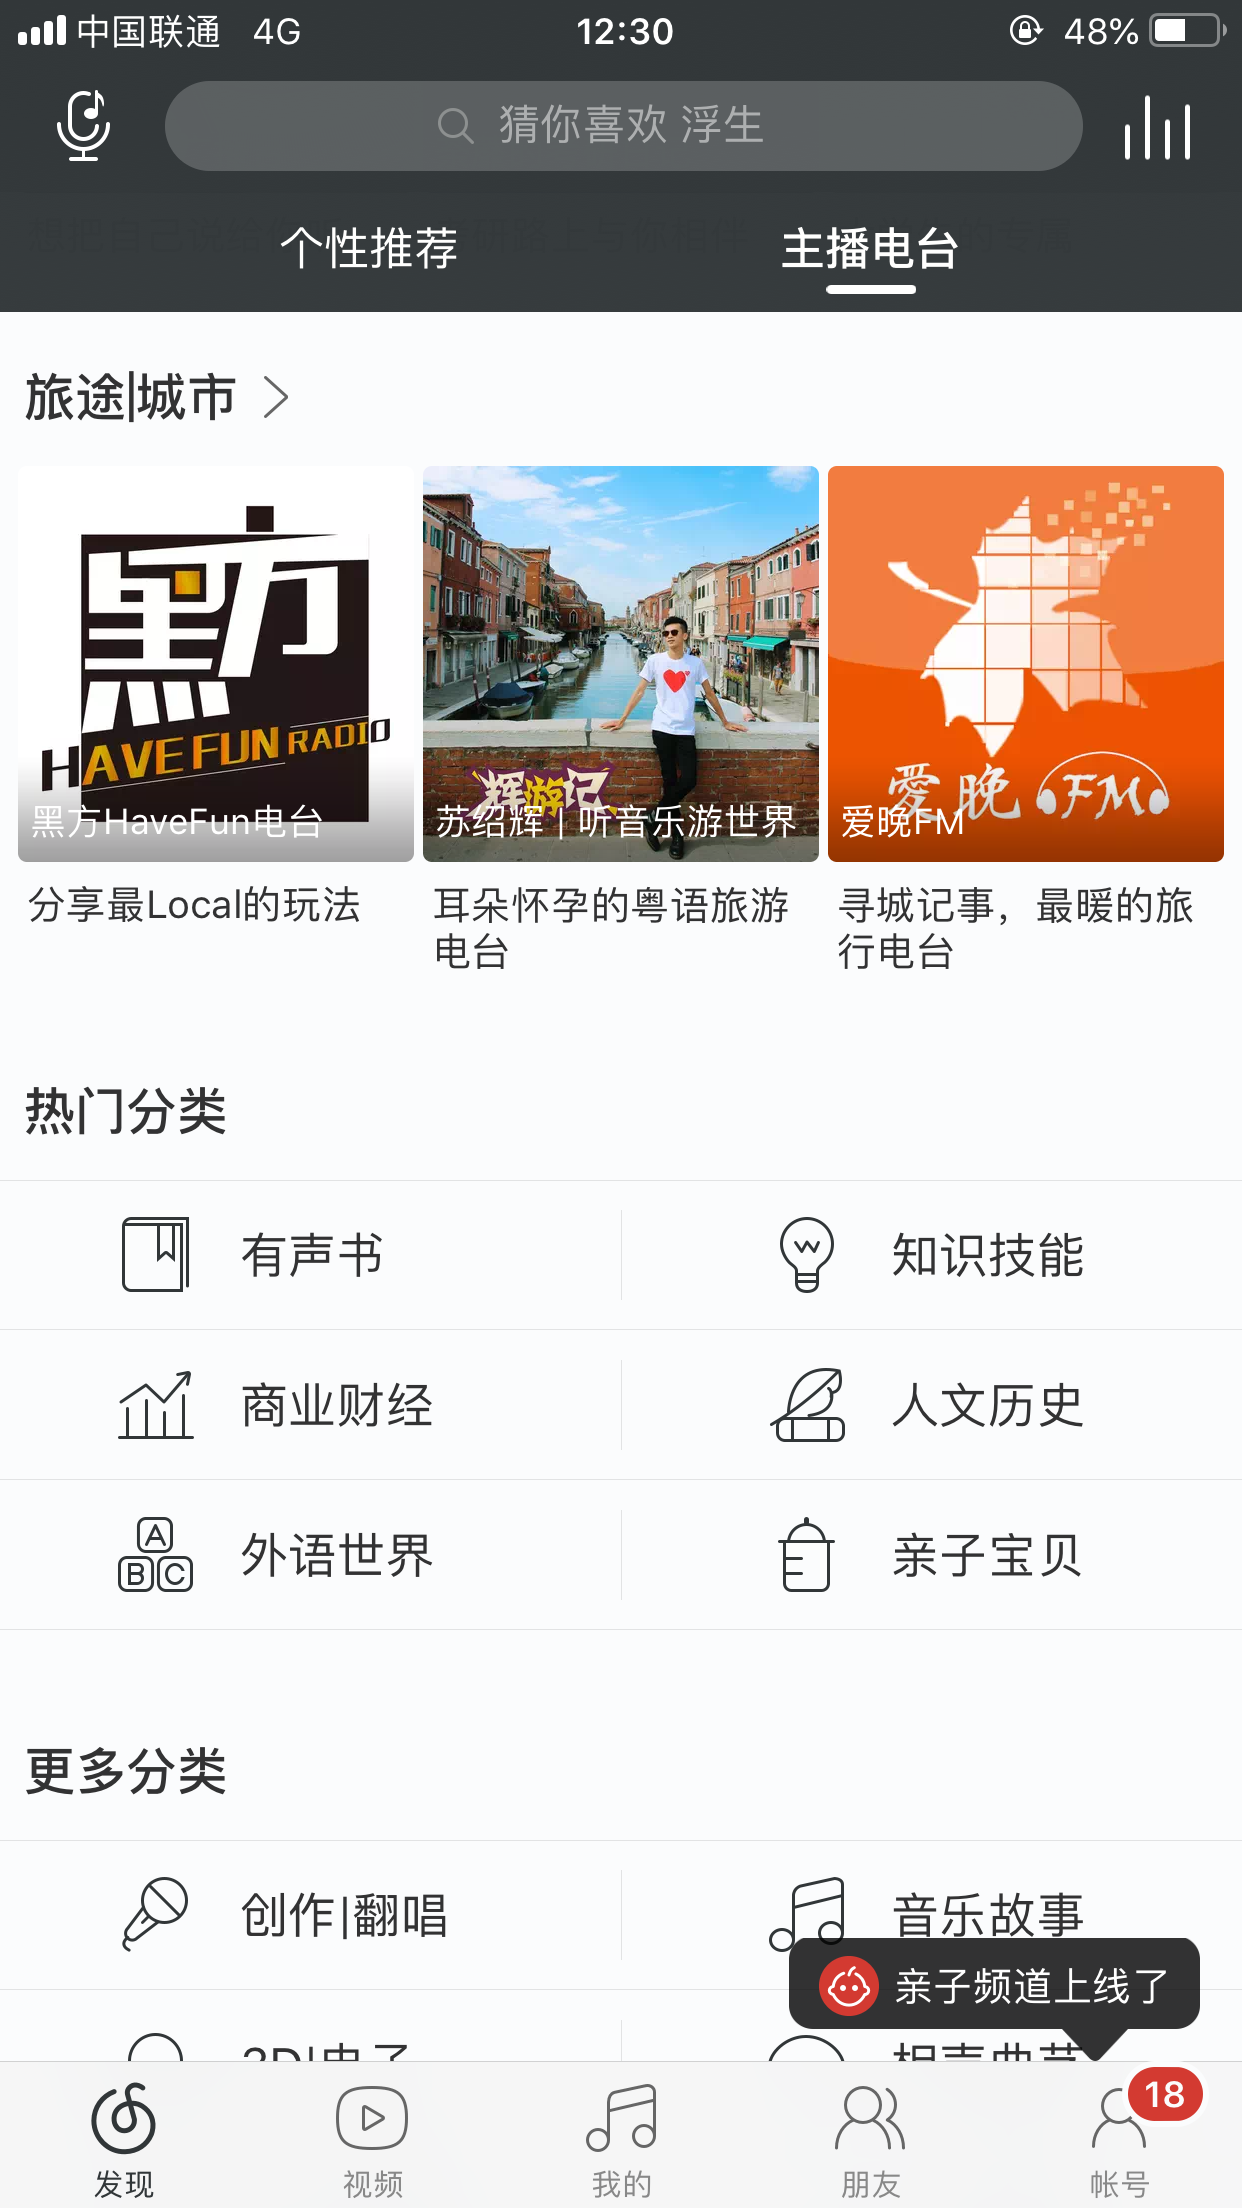 中国联通 4G 12:30 48%
猜你喜欢 浮生
个性推荐 主播电台
旅途|城市
黑方
HAVE FUN RADIO
黑方HaveFun电台
辉游记
苏绍辉 | 听音乐游世界
爱晚FM
爱晚FM
分享最Local的玩法
耳朵怀孕的粤语旅游
电台
寻城记事，最暖的旅
行电台
热门分类
有声书 知识技能
商业财经 人文历史
A
B C
外语世界 亲子宝贝
更多分类
创作|翻唱 音乐故事
亲子频道上线了
3D|电子 相声曲艺
18
发现 视频 我的 朋友 帐号